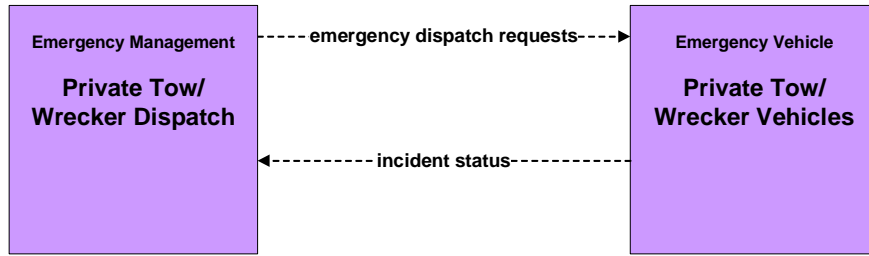 Emergency Management
Private Tow/
Wrecker Dispatch
emergency dispatch requests
incident status
Emergency Vehicle
Private Tow/
Wrecker Vehicles